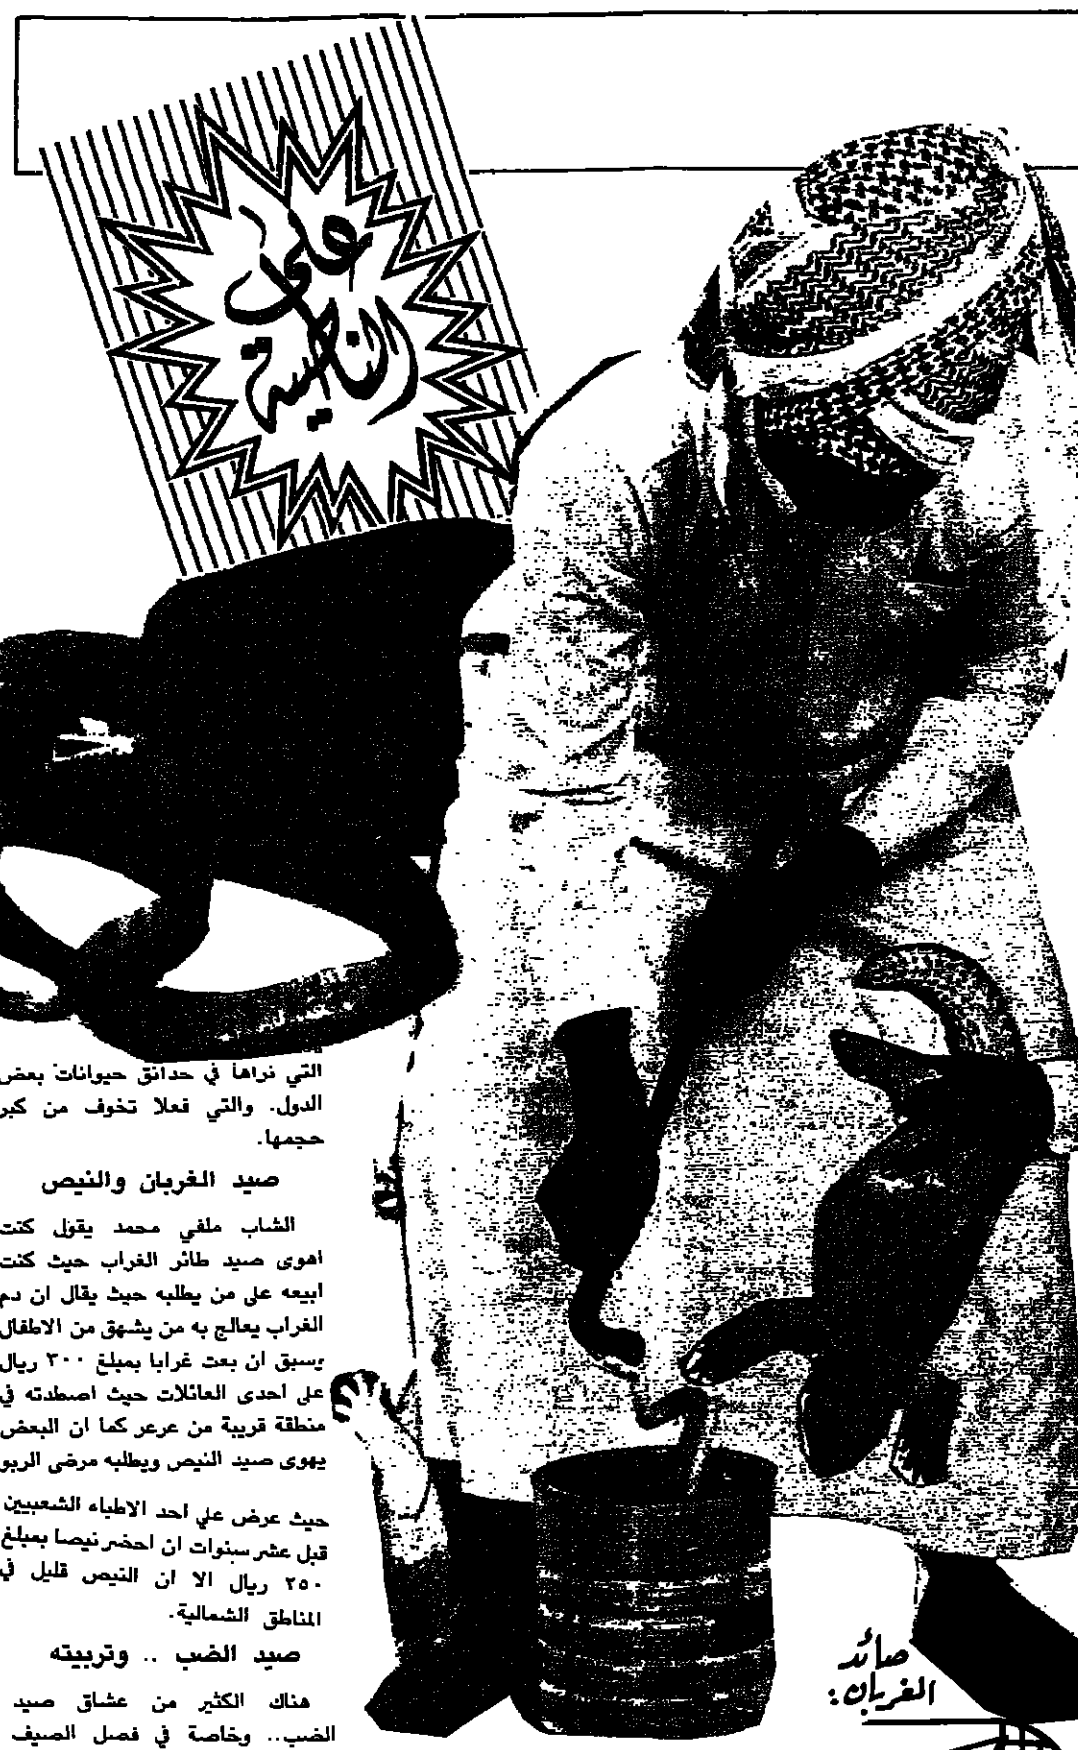 على
الناصية
التي نراها في حدائق حيوانات بعض
الدول. والتي فعلا تخوف من كبر
حجمها.
صيد الغربان والنيص
الشاب ملفي محمد يقول كنت
اهوى صيد طائر الغراب حيث كنت
ابيعه على من يطلبه حيث يقال ان دم
الغراب يعالج به من يشهق من الاطفال
وسبق ان بعت غرابا بمبلغ ٣٠٠ ريال
على احدى العائلات حيث اصطدته في
منطقة قريبة من عرعر كما ان البعض
يهوى صيد النيص ويطلبه مرضى الربو
حيث عرض علي احد الاطباء الشعبيين
قبل عشر سنوات ان احضر نيصا بمبلغ
٢٥٠ ريال الا ان النيص قليل في
المناطق الشمالية.
صيد الضب .. وتربيته
هناك الكثير من عشاق صيد
الضب.. وخاصة في فصل الصيف
صائد
الغربان: